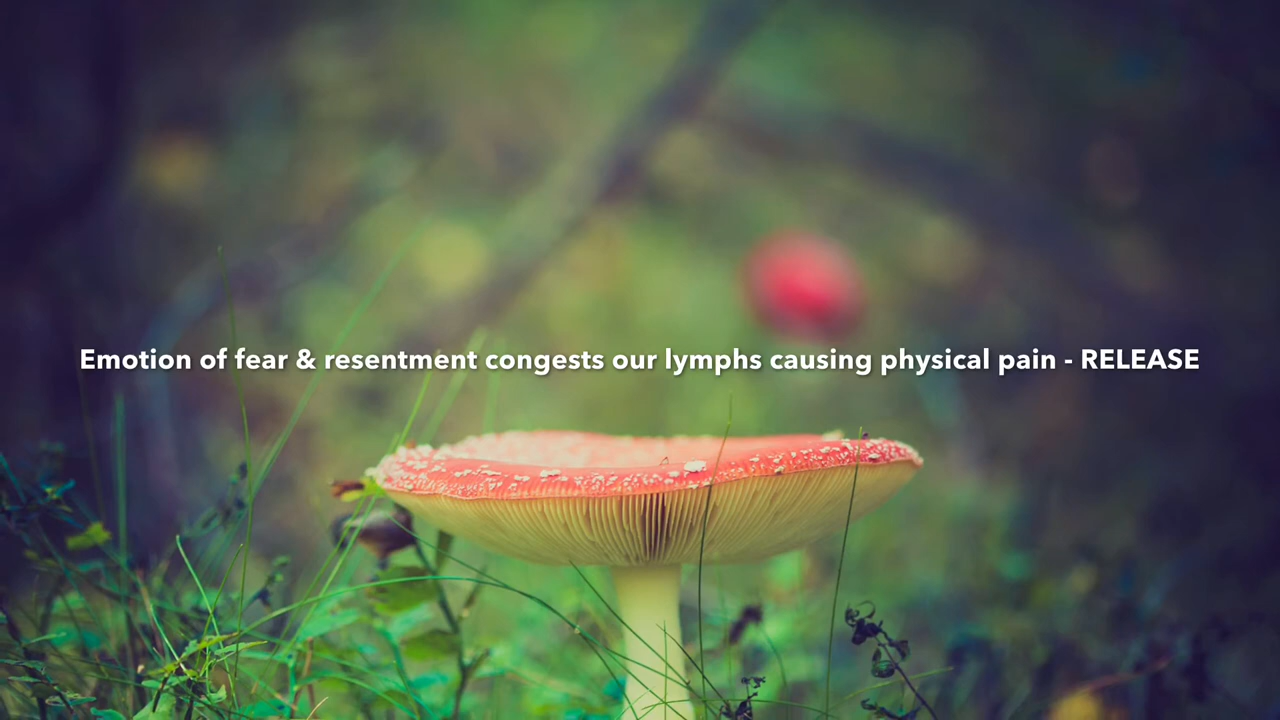 Emotion of fear & resentment congests our lymphs causing physical pain - RELEASE